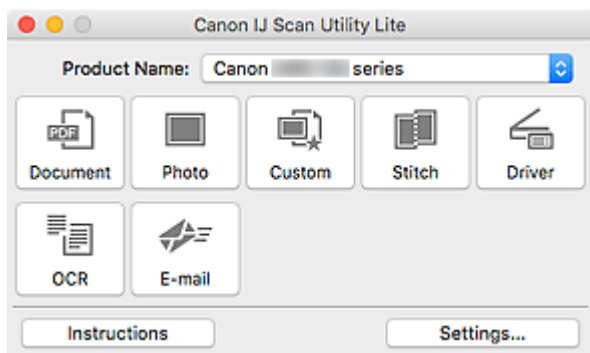 Canon IJ Scan Utility Lite
Product Name: Canon series
PDF
Document Photo Custom Stitch Driver
OCR E-mail
Instructions Settings...